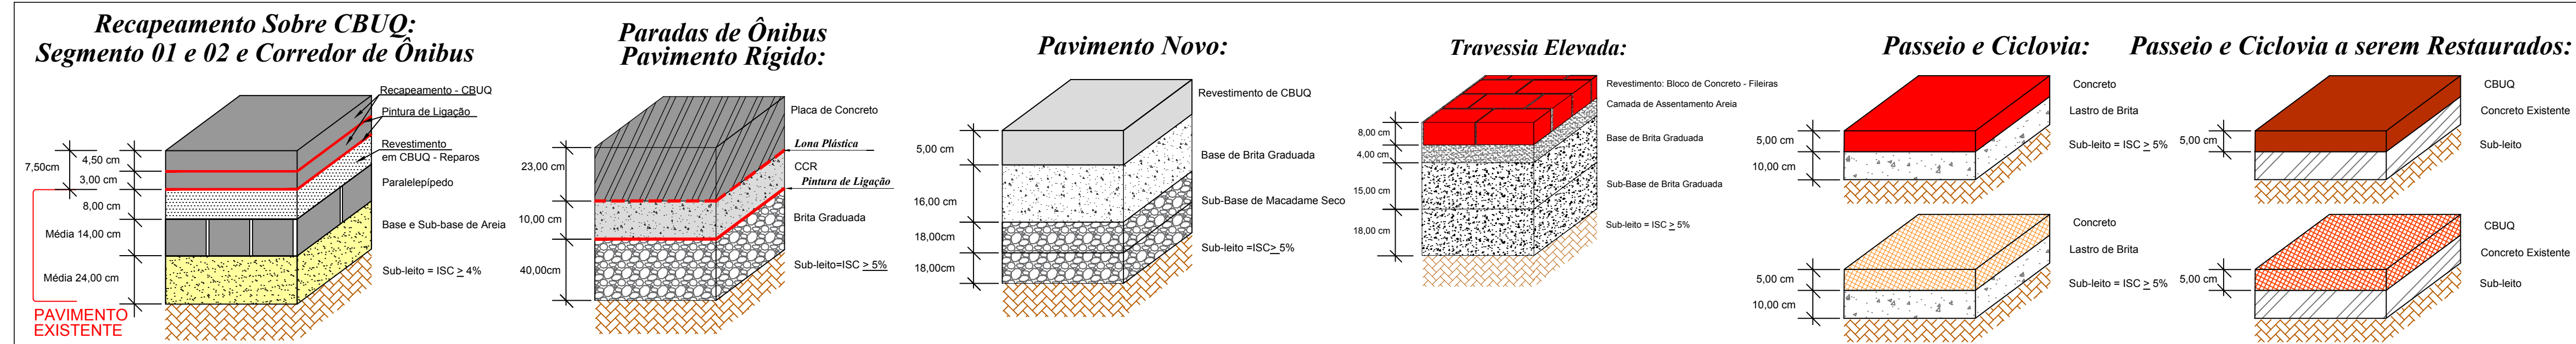 Recapeamento Sobre CBUQ:
Segmento 01 e 02 e Corredor de Ônibus
Recapeamento - CBUQ
Pintura de Ligação
Revestimento
em CBUQ - Reparos
Paralelepípedo
Base e Sub-base de Areia
Sub-leito = ISC ≥ 4%
7,50cm
4,50 cm
3,00 cm
8,00 cm
Média 14,00 cm
Média 24,00 cm
PAVIMENTO
EXISTENTE
Paradas de Ônibus
Pavimento Rígido:
Placa de Concreto
Lona Plástica
CCR
Pintura de Ligação
Brita Graduada
Sub-leito=ISC ≥ 5%
23,00 cm
10,00 cm
40,00cm
Pavimento Novo:
Revestimento de CBUQ
Base de Brita Graduada
Sub-Base de Macadame Seco
Sub-leito =ISC≥ 5%
5,00 cm
16,00 cm
18,00cm
18,00cm
Travessia Elevada:
Revestimento: Bloco de Concreto - Fileiras
Camada de Assentamento Areia
Base de Brita Graduada
Sub-Base de Brita Graduada
Sub-leito = ISC ≥ 5%
8,00 cm
4,00 cm
15,00 cm
18,00 cm
Passeio e Ciclovia:
Concreto
Lastro de Brita
Sub-leito = ISC ≥ 5%
5,00 cm
10,00 cm
Concreto
Lastro de Brita
Sub-leito = ISC ≥ 5%
5,00 cm
10,00 cm
Passeio e Ciclovia a serem Restaurados:
CBUQ
Concreto Existente
Sub-leito
5,00 cm
CBUQ
Concreto Existente
Sub-leito
5,00 cm